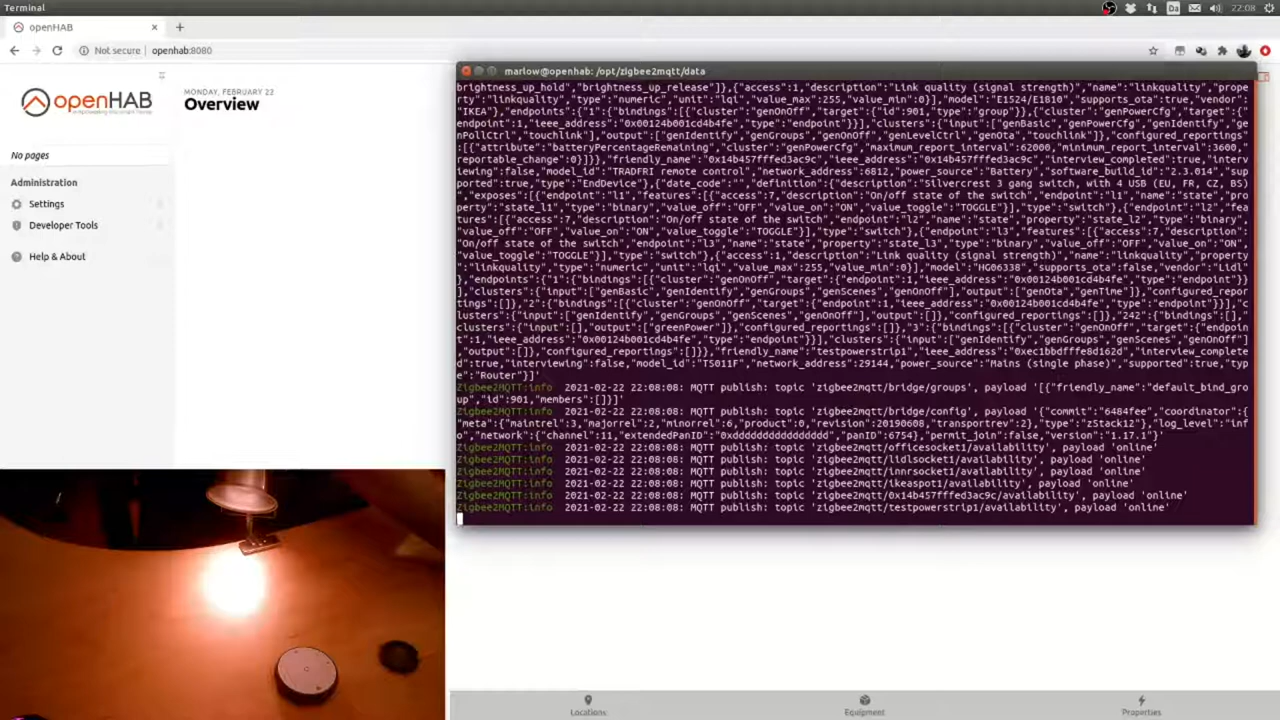 Terminal
Da
22:08
openHAB
Not secure
openhab:8080
openHAB
MONDAY, FEBRUARY 22
Overview
No pages
Administration
Settings
Developer Tools
Help & About
marlow@openhab: /opt/zigbee2mqtt/data
brightness_up_hold","brightness_up_release"]},{"access":1,"description":"Link quality (signal strength)","name":"linkquality","prope
rty":"linkquality","type":"numeric","unit":"lqi","value_max":255,"value_min":0}],"model":"E1524/E1810","supports_ota":true,"vendor":
"IKEA"},"endpoints":{"1":{"bindings":[{"cluster":"genOnOff","target":{"id":901,"type":"group"}},{"cluster":"genPowerCfg","target":{"
endpoint":1,"ieee_address":"0x00124b001cd4b4fe","type":"endpoint"}}],"clusters":{"input":["genBasic","genPowerCfg","genIdentify","
genPollCtrl","touchlink"],"output":["genIdentify","genGroups","genOnOff","genLevelCtrl","genOta","touchlink"]},"configured_reportings"
:[{"attribute":"batteryPercentageRemaining","cluster":"genPowerCfg","maximum_report_interval":62000,"minimum_report_interval":3600,"
reportable_change":0}]}},"friendly_name":"0x14b457fffed3ac9c","ieee_address":"0x14b457fffed3ac9c","interview_completed":true,"interv
iewing":false,"model_id":"TRADFRI remote control","network_address":6812,"power_source":"Battery","software_build_id":"2.3.014","sup
ported":true,"type":"EndDevice"},{"date_code":"","definition":{"description":"Silvercrest 3 gang switch, with 4 USB (EU, FR, CZ, BS)
","exposes":[{"endpoint":"l1","features":[{"access":7,"description":"On/off state of the switch","endpoint":"l1","name":"state","pro
perty":"state_l1","type":"binary","value_off":"OFF","value_on":"ON","value_toggle":"TOGGLE"}],"type":"switch"},{"endpoint":"l2","fea
tures":[{"access":7,"description":"On/off state of the switch","endpoint":"l2","name":"state","property":"state_l2","type":"binary",
"value_off":"OFF","value_on":"ON","value_toggle":"TOGGLE"}],"type":"switch"},{"endpoint":"l3","features":[{"access":7,"description":
"On/off state of the switch","endpoint":"l3","name":"state","property":"state_l3","type":"binary","value_off":"OFF","value_on":"ON",
"value_toggle":"TOGGLE"}],"type":"switch"},{"access":1,"description":"Link quality (signal strength)","name":"linkquality","property
":"linkquality","type":"numeric","unit":"lqi","value_max":255,"value_min":0}],"model":"HG06338","supports_ota":false,"vendor":"Lidl"
},"endpoints":{"1":{"bindings":[{"cluster":"genOnOff","target":{"endpoint":1,"ieee_address":"0x00124b001cd4b4fe","type":"endpoint"}}
],"clusters":{"input":["genBasic","genIdentify","genGroups","genScenes","genOnOff"],"output":["genOta","genTime"]},"configured_repor
tings":[]},"2":{"bindings":[{"cluster":"genOnOff","target":{"endpoint":1,"ieee_address":"0x00124b001cd4b4fe","type":"endpoint"}}],"c
lusters":{"input":["genIdentify","genGroups","genScenes","genOnOff"],"output":[]},"configured_reportings":[]},"242":{"bindings":[],"
clusters":{"input":[],"output":["greenPower"]},"configured_reportings":[]},"3":{"bindings":[{"cluster":"genOnOff","target":{"endpoin
t":1,"ieee_address":"0x00124b001cd4b4fe","type":"endpoint"}}],"clusters":{"input":["genIdentify","genGroups","genScenes","genOnOff"]
,"output":[]},"configured_reportings":[]}},"friendly_name":"testpowerstrip1","ieee_address":"0xec1bbdfffe8d162d","interview_complete
d":true,"interviewing":false,"model_id":"TS011F","network_address":29144,"power_source":"Mains (single phase)","supported":true,"typ
e":"Router"}]'
Zigbee2MQTT:info  2021-02-22 22:08:08: MQTT publish: topic 'zigbee2mqtt/bridge/groups', payload '[{"friendly_name":"default_bind_gro
up","id":901,"members":[]}]'
Zigbee2MQTT:info  2021-02-22 22:08:08: MQTT publish: topic 'zigbee2mqtt/bridge/config', payload '{"commit":"6484fee","coordinator":{
"meta":{"maintrel":3,"majorrel":2,"minorrel":6,"product":0,"revision":20190608,"transportrev":2},"type":"zStack12"},"log_level":"inf
o","network":{"channel":11,"extendedPanID":"0xdddddddddddddddd","panID":6754},"permit_join":false,"version":"1.17.1"}'
Zigbee2MQTT:info  2021-02-22 22:08:08: MQTT publish: topic 'zigbee2mqtt/officesocket1/availability', payload 'online'
Zigbee2MQTT:info  2021-02-22 22:08:08: MQTT publish: topic 'zigbee2mqtt/lidlsocket1/availability', payload 'online'
Zigbee2MQTT:info  2021-02-22 22:08:08: MQTT publish: topic 'zigbee2mqtt/innrsocket1/availability', payload 'online'
Zigbee2MQTT:info  2021-02-22 22:08:08: MQTT publish: topic 'zigbee2mqtt/ikeaspot1/availability', payload 'online'
Zigbee2MQTT:info  2021-02-22 22:08:08: MQTT publish: topic 'zigbee2mqtt/0x14b457fffed3ac9c/availability', payload 'online'
Zigbee2MQTT:info  2021-02-22 22:08:08: MQTT publish: topic 'zigbee2mqtt/testpowerstrip1/availability', payload 'online'
Locations
Equipment
Properties